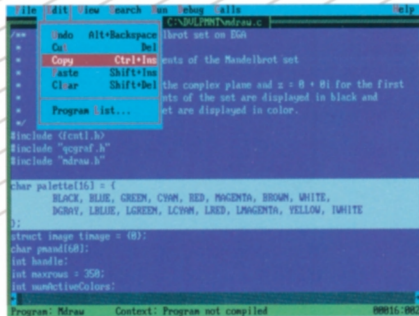 File Edit View Search Run Debug Calls Help
C:\DVLPMNT\mdraw.c
/** Undo Alt+Backspace lbrot set on EGA
* Cut Del
* Copy Ctrl+Ins ents of the Mandelbrot set
* Paste Shift+Ins
* Clear Shift+Del the complex plane and z = 0 + 0i for the first
* nts of the set are displayed in black and
* Program List... et are displayed in color.
*/
#include <fcntl.h>
#include "qcgraf.h"
#include "mdraw.h"
char palette[16] = {
BLACK, BLUE, GREEN, CYAN, RED, MAGENTA, BROWN, WHITE,
DGRAY, LBLUE, LGREEN, LCYAN, LRED, LMAGENTA, YELLOW, IWHITE
};
struct image timage = {0};
char pmand[60];
int handle;
int maxrows = 350;
int numActiveColors;
Program: Mdraw Context: Program not compiled 00016:002